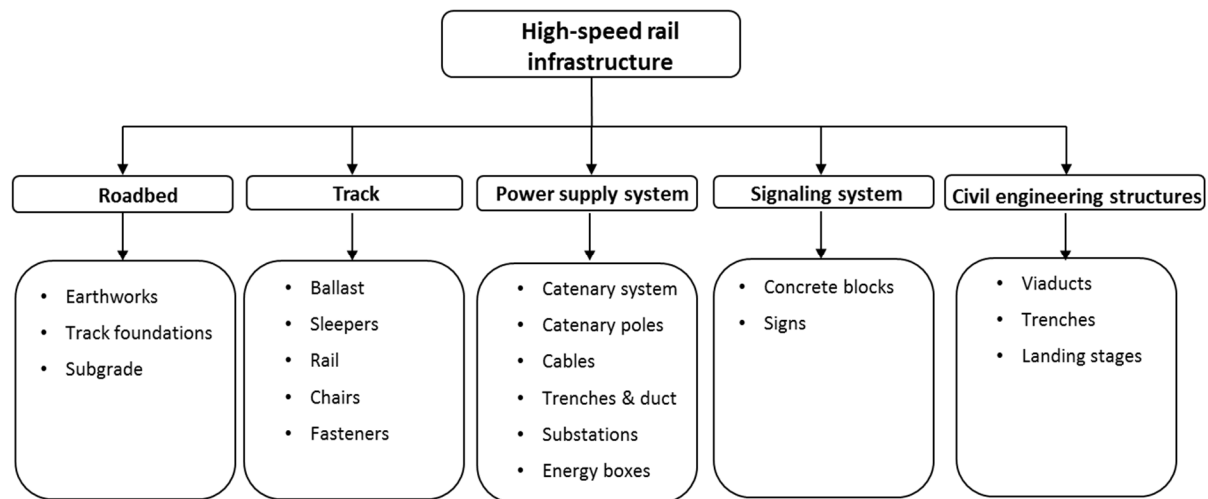 High-speed rail
infrastructure
Roadbed
Track
Power supply system
Signaling system
Civil engineering structures
• Earthworks
• Track foundations
• Subgrade
• Ballast
• Sleepers
• Rail
• Chairs
• Fasteners
• Catenary system
• Catenary poles
• Cables
• Trenches & duct
• Substations
• Energy boxes
• Concrete blocks
• Signs
• Viaducts
• Trenches
• Landing stages